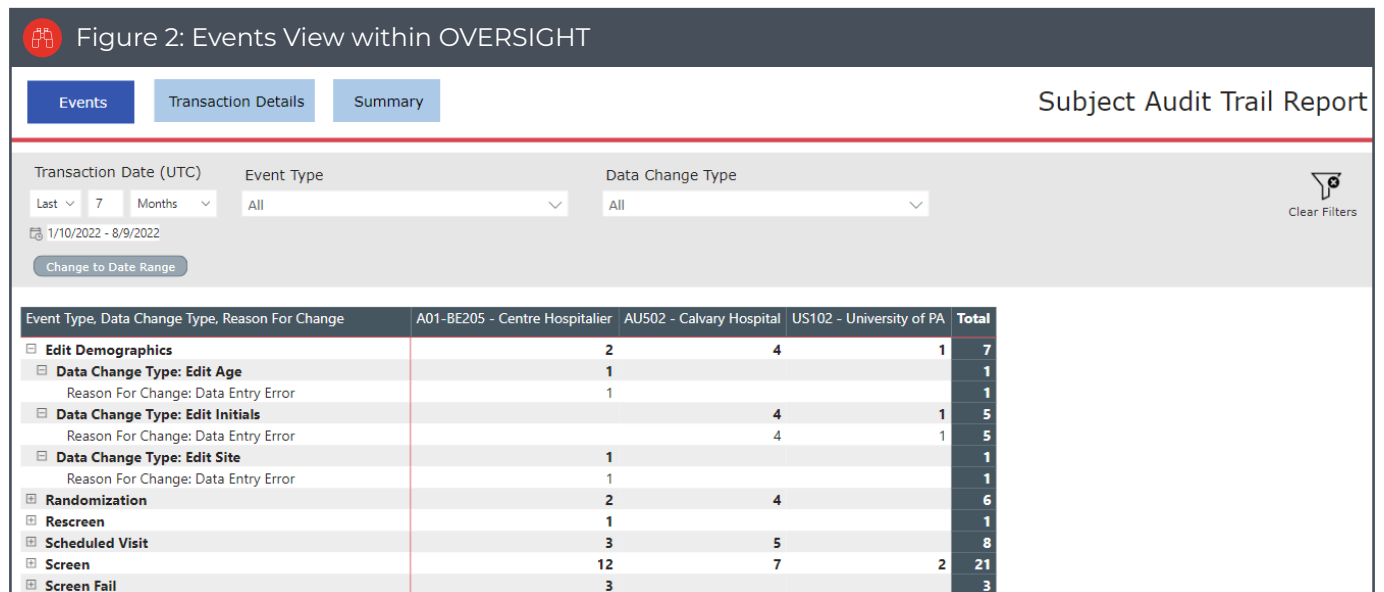 Figure 2: Events View within OVERSIGHT
Events Transaction Details Summary Subject Audit Trail Report
Transaction Date (UTC) Event Type Data Change Type
Last 7 Months All All
Clear Filters
1/10/2022 - 8/9/2022
Change to Date Range
Event Type, Data Change Type, Reason For Change A01-BE205 - Centre Hospitalier AU502 - Calvary Hospital US102 - University of PA Total
Edit Demographics 2 4 1 7
Data Change Type: Edit Age 1 1
Reason For Change: Data Entry Error 1 1
Data Change Type: Edit Initials 4 1 5
Reason For Change: Data Entry Error 4 1 5
Data Change Type: Edit Site 1 1
Reason For Change: Data Entry Error 1 1
Randomization 2 4 6
Rescreen 1 1
Scheduled Visit 3 5 8
Screen 12 7 2 21
Screen Fail 3 3